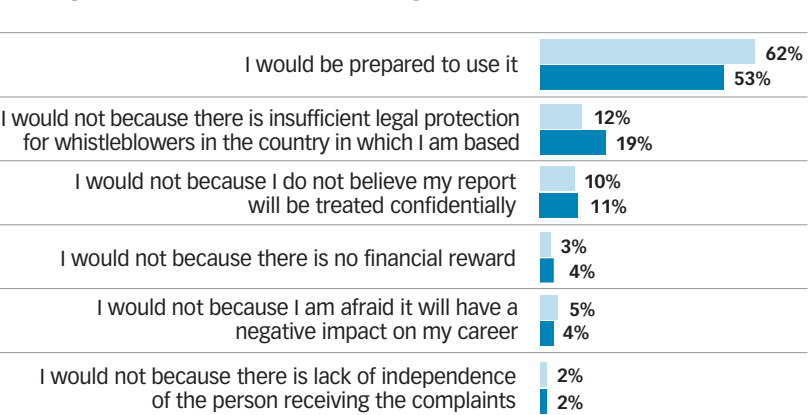 I would be prepared to use it
62%
53%
I would not because there is insufficient legal protection
for whistleblowers in the country in which I am based
12%
19%
I would not because I do not believe my report
will be treated confidentially
10%
11%
I would not because there is no financial reward
3%
4%
I would not because I am afraid it will have a
negative impact on my career
5%
4%
I would not because there is lack of independence
of the person receiving the complaints
2%
2%